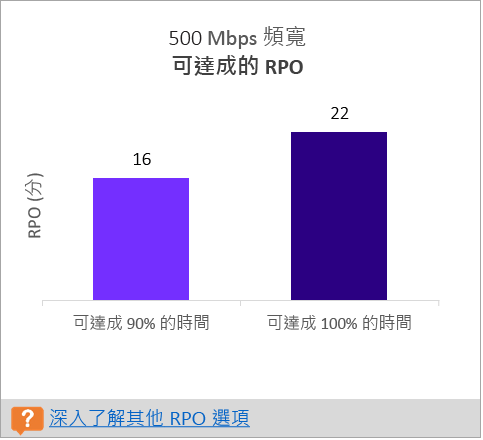 500 Mbps 頻寬
可達成的 RPO
22
16
RPO (分)
可達成 90% 的時間
可達成 100% 的時間
?
深入了解其他 RPO 選項